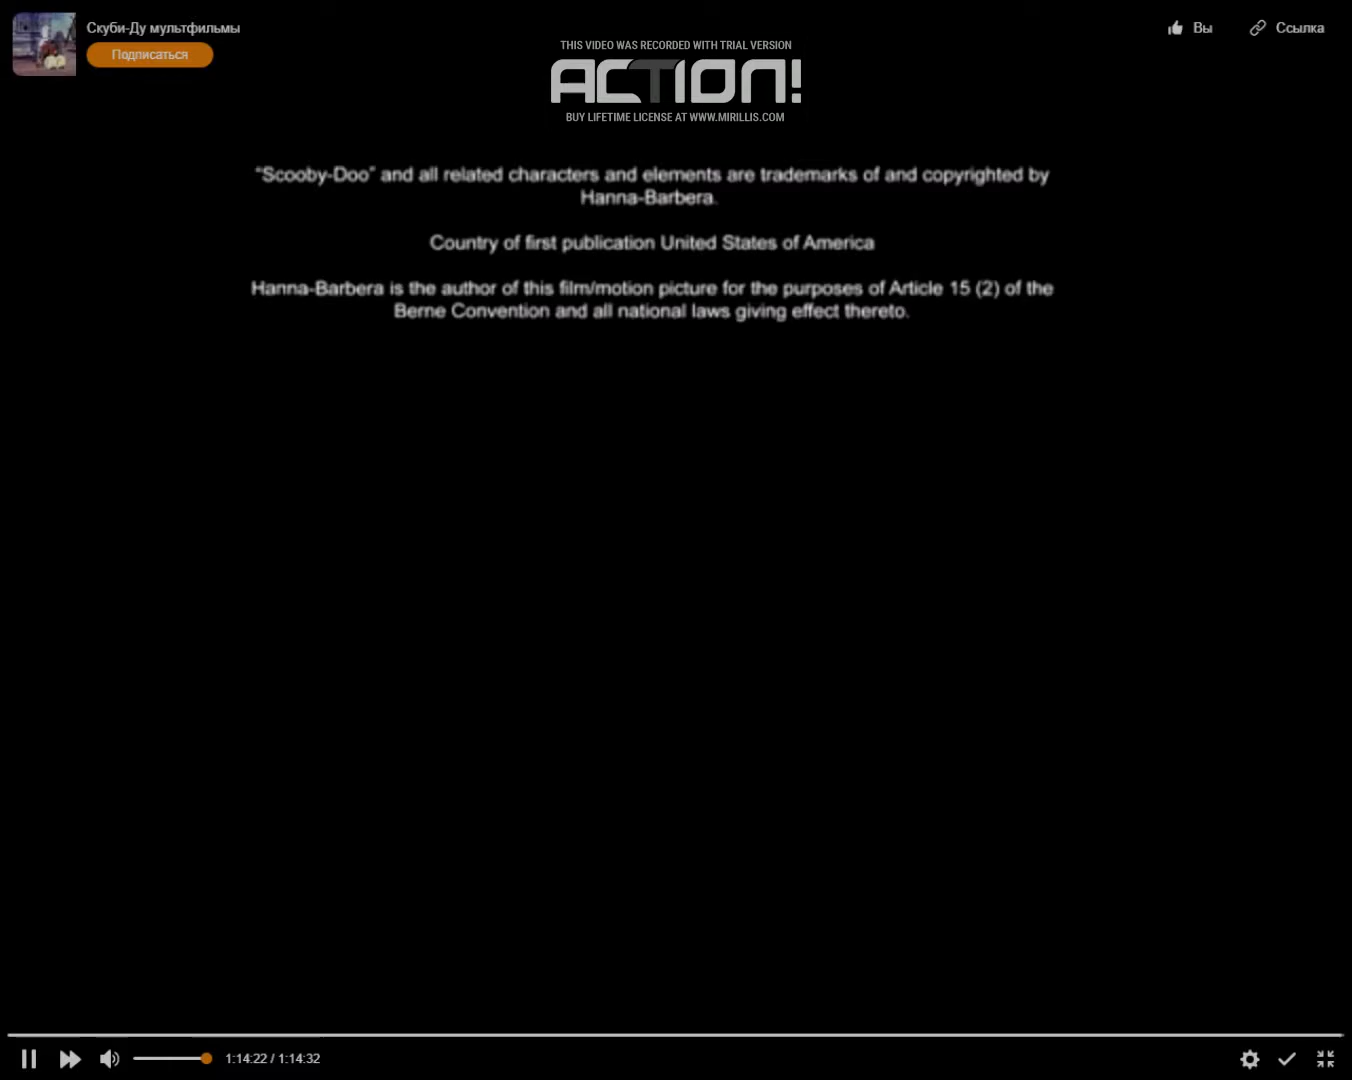 Скуби-Ду мультфильмы
Подписаться
Вы
Ссылка
THIS VIDEO WAS RECORDED WITH TRIAL VERSION
ACTION!
BUY LIFETIME LICENSE AT WWW.MIRILLIS.COM
“Scooby-Doo” and all related characters and elements are trademarks of and copyrighted by
Hanna-Barbera.
Country of first publication United States of America
Hanna-Barbera is the author of this film/motion picture for the purposes of Article 15 (2) of the
Berne Convention and all national laws giving effect thereto.
1:14:22 / 1:14:32